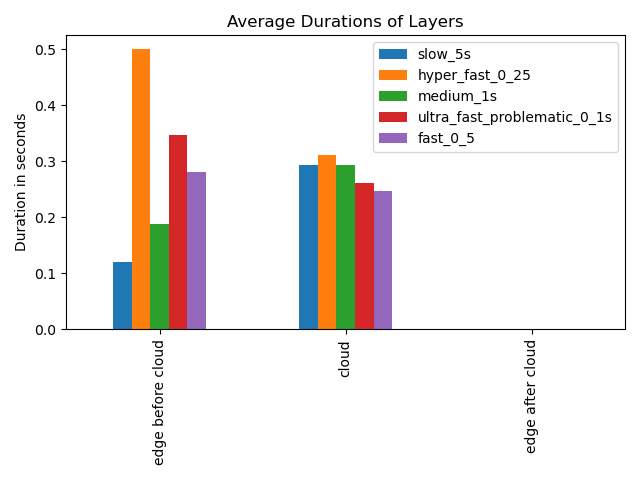 Average Durations of Layers
Duration in seconds
0.5
0.4
0.3
0.2
0.1
0.0
slow_5s
hyper_fast_0_25
medium_1s
ultra_fast_problematic_0_1s
fast_0_5
edge before cloud
cloud
edge after cloud